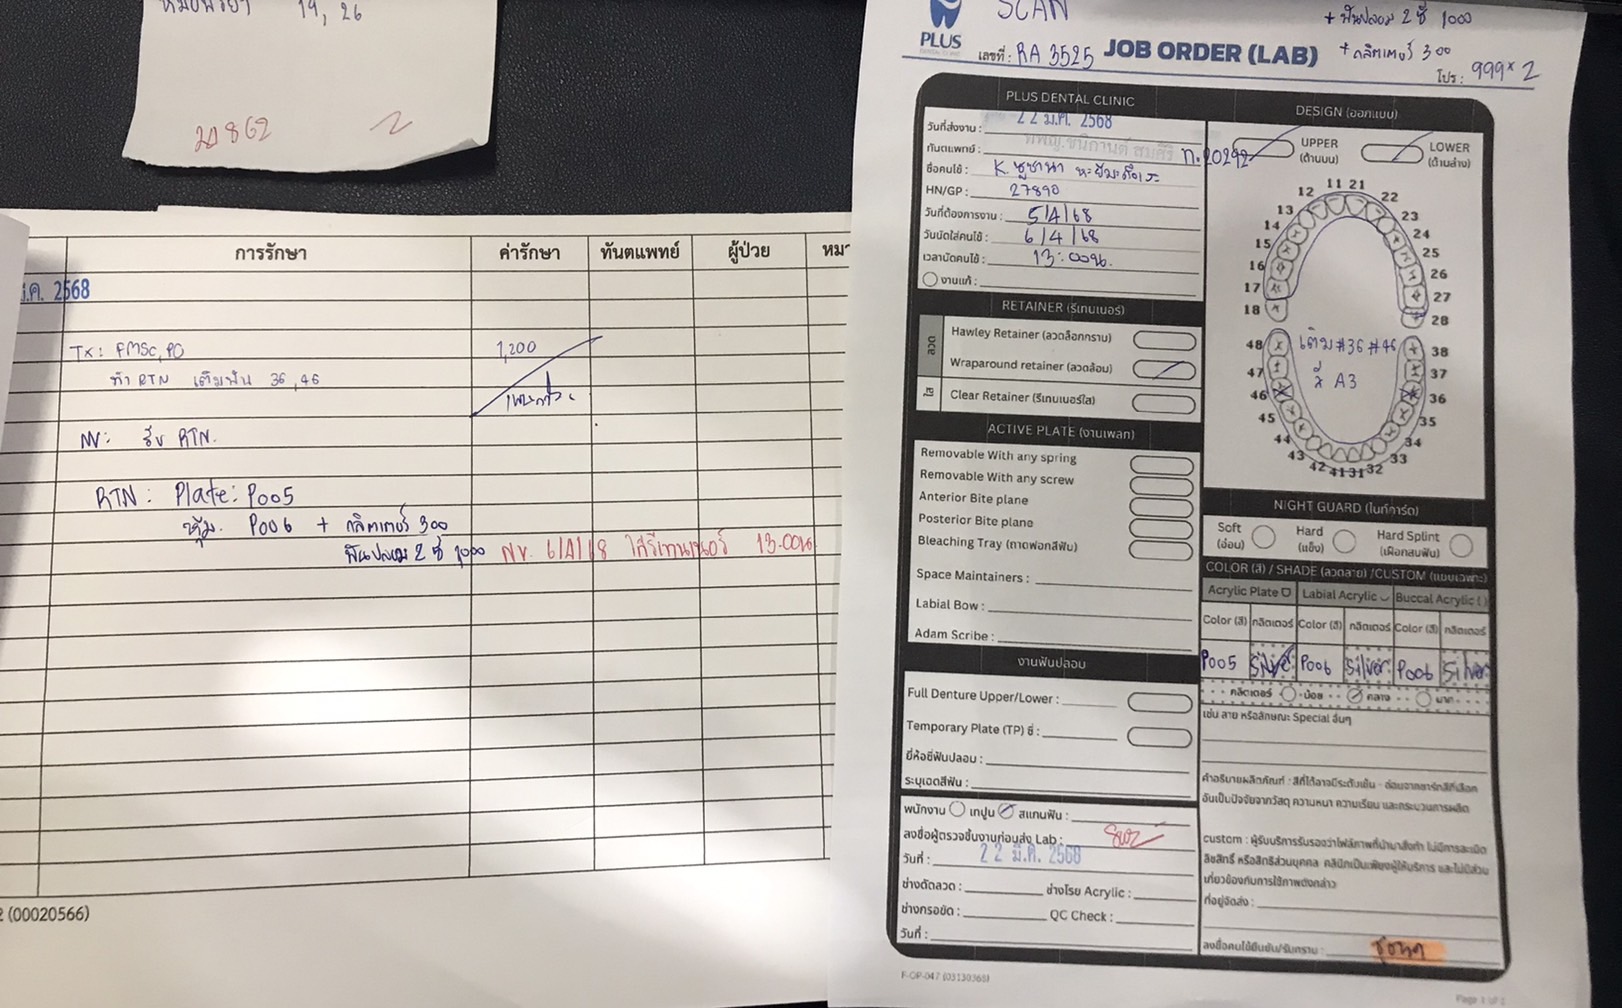 19, 26
862
การรักษา ค่ารักษา ทันตแพทย์ ผู้ป่วย หมา
มี.ค. 2568
Tx: FMSC, PO 1,200
ทำ RTN เติมฟัน 36, 46
NV: รับ RTN.
RTN: Plate: P005
หุ้ม. P006 + กลิตเตอร์ 300
ฟันปลอม 2 ซี่ 1000 NV. 6/4/68 ใส่รีเทนเนอร์ 13.00น
2 (00020566)
SCAN
+ ฟันปลอม 2 ซี่ 1000
+ กลิตเตอร์ 300
PLUS
เลขที่ : RA 3525 JOB ORDER (LAB)
โปร : 999 x 2
PLUS DENTAL CLINIC
วันที่ส่งงาน : 22 มี.ค. 2568
ทันตแพทย์ : ท.20292
ชื่อคนไข้ : K. ซูซานา
HN/GP : 27890
วันที่ต้องการงาน : 5/4/68
วันนัดใส่คนไข้ : 6/4/68
เวลานัดคนไข้ : 13:00น.
งานแก้ :
RETAINER (รีเทนเนอร์)
ลวด
Hawley Retainer (ลวดล็อกกราม)
Wraparound retainer (ลวดล้อม)
ใส
Clear Retainer (รีเทนเนอร์ใส)
ACTIVE PLATE (งานเพลท)
Removable With any spring
Removable With any screw
Anterior Bite plane
Posterior Bite plane
Bleaching Tray (ถาดฟอกสีฟัน)
Space Maintainers :
Labial Bow :
Adam Scribe :
งานฟันปลอม
Full Denture Upper/Lower :
Temporary Plate (TP) ซี่ :
ยี่ห้อซี่ฟันปลอม :
ระบุเฉดสีฟัน :
พนักงาน เทปูน สแกนฟัน :
ลงชื่อผู้ตรวจชิ้นงานก่อนส่ง Lab :
วันที่ : 22 มี.ค. 2568
ช่างดัดลวด : ช่างโรย Acrylic :
ช่างกรอขัด : QC Check :
วันที่ :
DESIGN (ออกแบบ)
UPPER (ด้านบน) LOWER (ด้านล่าง)
11 21
12 22
13 23
14 24
15 25
16 26
17 27
18 28
48 38
47 37
46 36
45 35
44 34
43 33
42 41 31 32
เติม #36 #46
สี A3
NIGHT GUARD (ไนท์การ์ด)
Soft (อ่อน) Hard (แข็ง) Hard Splint (เฝือกสบฟัน)
COLOR (สี) / SHADE (ลวดลาย) /CUSTOM (แบบเฉพาะ)
Acrylic Plate Labial Acrylic Buccal Acrylic ( )
Color (สี) กลิตเตอร์ Color (สี) กลิตเตอร์ Color (สี) กลิตเตอร์
P005 Silver P006 Silver P006 Silver
กลิตเตอร์ น้อย กลาง มาก
เช่น ลาย หรือลักษณะ Special อื่นๆ
คำอธิบายผลิตภัณฑ์ : สีที่ได้อาจมีระดับเข้ม - อ่อนจากชาร์ทสีที่เลือก
อันเป็นปัจจัยจากวัสดุ ความหนา ความเรียบ และกระบวนการผลิต
custom : ผู้รับบริการรับรองว่าไฟล์ภาพที่นำมาสั่งทำ ไม่มีการละเมิด
ลิขสิทธิ์ หรือสิทธิส่วนบุคคล คลินิกเป็นเพียงผู้ให้บริการ และไม่มีส่วน
เกี่ยวข้องกับการใช้ภาพดังกล่าว
ที่อยู่จัดส่ง :
ลงชื่อคนไข้ยืนยัน/รับทราบ :
F-OP-047 (03130368)
Page 1 of 1